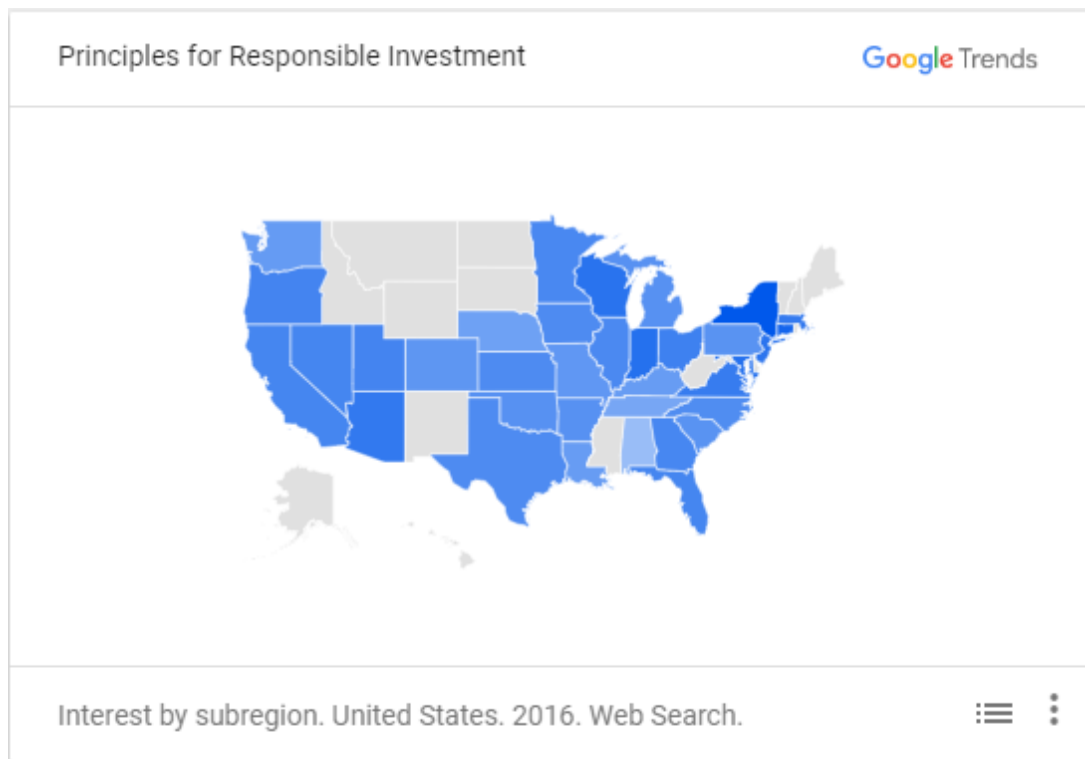 Principles for Responsible Investment
Google Trends
Interest by subregion. United States. 2016. Web Search.